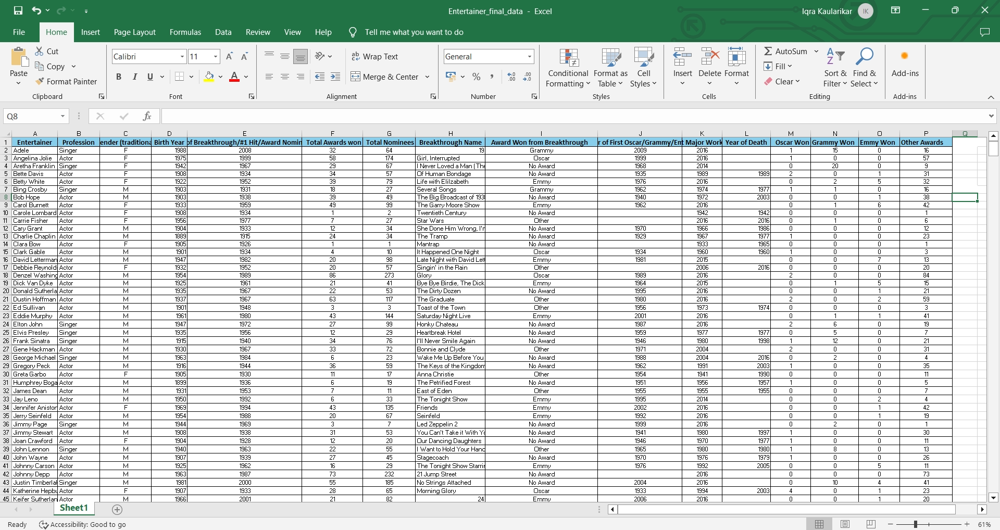 Entertainer_final_data - Excel
Iqra Kaularikar IK
File Home Insert Page Layout Formulas Data Review View Help Tell me what you want to do
Paste Cut Copy Format Painter Clipboard
Calibri 11 B I U Font
Wrap Text Merge & Center Alignment
General % , Number
Conditional Formatting Format as Table Cell Styles Styles
Insert Delete Format Cells
AutoSum Fill Clear Sort & Filter Find & Select Editing
Add-ins Add-ins
Q8 fx
A B C D E F G H I J K L M N O P Q
1 Entertainer Profession ender (traditiona Birth Year of Breakthrough/#1 Hit/Award Nomin Total Awards won Total Nominees Breakthrough Name Award Won from Breakthrough r of First Oscar/Grammy/Em t Major Work Year of Death Oscar Won Grammy Won Emmy Won Other Awards
2 Adele Singer F 1988 2008 32 64 19 Grammy 2009 2016 1 15 0 16
3 Angelina Jolie Actor F 1975 1999 58 174 Girl, Interrupted Oscar 1999 2016 1 0 0 57
4 Aretha Franklin Singer F 1942 1967 29 67 I Never Loved a Man (The No Award 1968 2014 0 20 0 9
5 Bette Davis Actor F 1908 1934 34 57 Of Human Bondage No Award 1935 1989 1989 2 0 1 31
6 Betty White Actor F 1922 1952 39 79 Life with Elilzabeth Emmy 1976 2016 0 2 5 32
7 Bing Crosby Singer M 1903 1931 18 27 Several Songs Grammy 1962 1974 1977 1 1 0 16
8 Bob Hope Actor M 1903 1938 39 49 The Big Broadcast of 193 No Award 1940 1972 2003 0 0 1 38
9 Carol Burnett Actor F 1933 1959 49 99 The Garry Moore Show Emmy 1962 2016 0 1 6 42
10 Carole Lombard Actor F 1908 1934 1 2 Twentieth Century No Award 1942 1942 0 0 0 1
11 Carrie Fisher Actor F 1956 1977 7 27 Star Wars Other 2016 2016 0 1 0 6
12 Cary Grant Actor M 1904 1933 12 34 She Done Him Wrong, I'r No Award 1970 1966 1986 0 0 0 12
13 Charlie Chaplin Actor M 1889 1915 24 34 The Tramp No Award 1929 1967 1977 1 0 0 23
14 Clara Bow Actor F 1905 1926 1 1 Mantrap No Award 1933 1965 0 0 0 1
15 Clark Gable Actor M 1901 1934 4 10 It Happened One Night Oscar 1934 1960 1960 1 0 0 3
16 David Letterman Actor M 1947 1982 20 98 Late Night with David Lett Emmy 1981 2015 0 0 7 13
17 Debbie Reynold Actor F 1932 1952 20 57 Singin' in the Rain Other 2006 2016 0 0 0 20
18 Denzel Washing Actor M 1954 1989 86 273 Glory Oscar 1989 2016 2 0 0 84
19 Dick Van Dyke Actor M 1925 1961 21 41 Bye Bye Birdie, The Dick Emmy 1964 2015 0 1 5 15
20 Donald Sutherla Actor M 1935 1967 22 53 The Dirty Dozen No Award 1995 2016 0 0 1 21
21 Dustin Hoffman Actor M 1937 1967 63 117 The Graduate Other 1980 2016 2 0 2 59
22 Ed Sullivan Actor M 1901 1948 3 3 Toast of the Town Other 1956 1973 1974 0 0 0 3
23 Eddie Murphy Actor M 1961 1980 43 144 Saturday Night Live Emmy 2001 2016 0 1 1 41
24 Elton John Singer M 1947 1972 27 99 Honky Chateau No Award 1987 2016 2 6 0 19
25 Elvis Presley Singer M 1935 1956 12 29 Heartbreak Hotel No Award 1959 1977 1977 0 5 0 7
26 Frank Sinatra Singer M 1915 1940 34 76 I'll Never Smile Again No Award 1946 1980 1998 1 12 0 21
27 Gene Hackman Actor M 1930 1967 33 72 Bonnie and Clyde Other 1971 2004 2 0 0 31
28 George Michael Singer M 1963 1984 6 23 Wake Me Up Before You No Award 1988 2004 2016 0 2 0 4
29 Gregory Peck Actor M 1916 1944 36 59 The Keys of the Kingdom No Award 1962 1991 2003 1 0 0 35
30 Greta Garbo Actor F 1905 1930 11 17 Anna Christie Other 1954 1941 1990 0 0 0 11
31 Humphrey Boga Actor M 1899 1936 6 19 The Petrified Forest No Award 1951 1956 1957 1 0 0 5
32 James Dean Actor M 1931 1953 7 11 East of Eden Other 1955 1955 1955 0 0 0 7
33 Jay Leno Actor M 1950 1992 6 33 The Tonight Show Emmy 1995 2014 0 0 2 4
34 Jennifer Aniston Actor F 1969 1994 43 135 Friends Emmy 2002 2016 0 0 1 42
35 Jerry Seinfeld Actor M 1954 1988 20 67 Seinfeld Emmy 1992 2016 0 0 1 19
36 Jimmy Page Singer M 1944 1969 3 7 Led Zeppelin 2 No Award 1999 2016 0 2 0 1
37 Jimmy Stewart Actor M 1908 1938 31 53 You Can't Take it With Yo No Award 1941 1980 1997 1 0 0 30
38 Joan Crawford Actor F 1904 1928 12 20 Our Dancing Daughters No Award 1946 1970 1977 1 0 0 11
39 John Lennon Singer M 1940 1963 22 55 I Want to Hold Your Hand Other 1965 1980 1980 1 8 0 13
40 John Wayne Actor M 1907 1939 27 45 Stagecoach No Award 1970 1976 1979 1 0 0 26
41 Johnny Carson Actor M 1925 1962 16 29 The Tonight Show Starrin Emmy 1976 1992 2005 0 0 5 11
42 Johnny Depp Actor M 1963 1987 73 232 21 Jump Street No Award 2016 0 0 0 73
43 Justin Timberlak Singer M 1981 2000 55 185 No Strings Attached No Award 2004 2016 0 10 4 41
44 Katherine Hepbu Actor F 1907 1933 28 65 Morning Glory Oscar 1933 1994 2003 4 0 1 23
45 Keifer Sutherlan Actor M 1966 2001 21 82 24 Emmy 2006 2016 0 0 1 20
Sheet1
Ready Accessibility: Good to go 61%